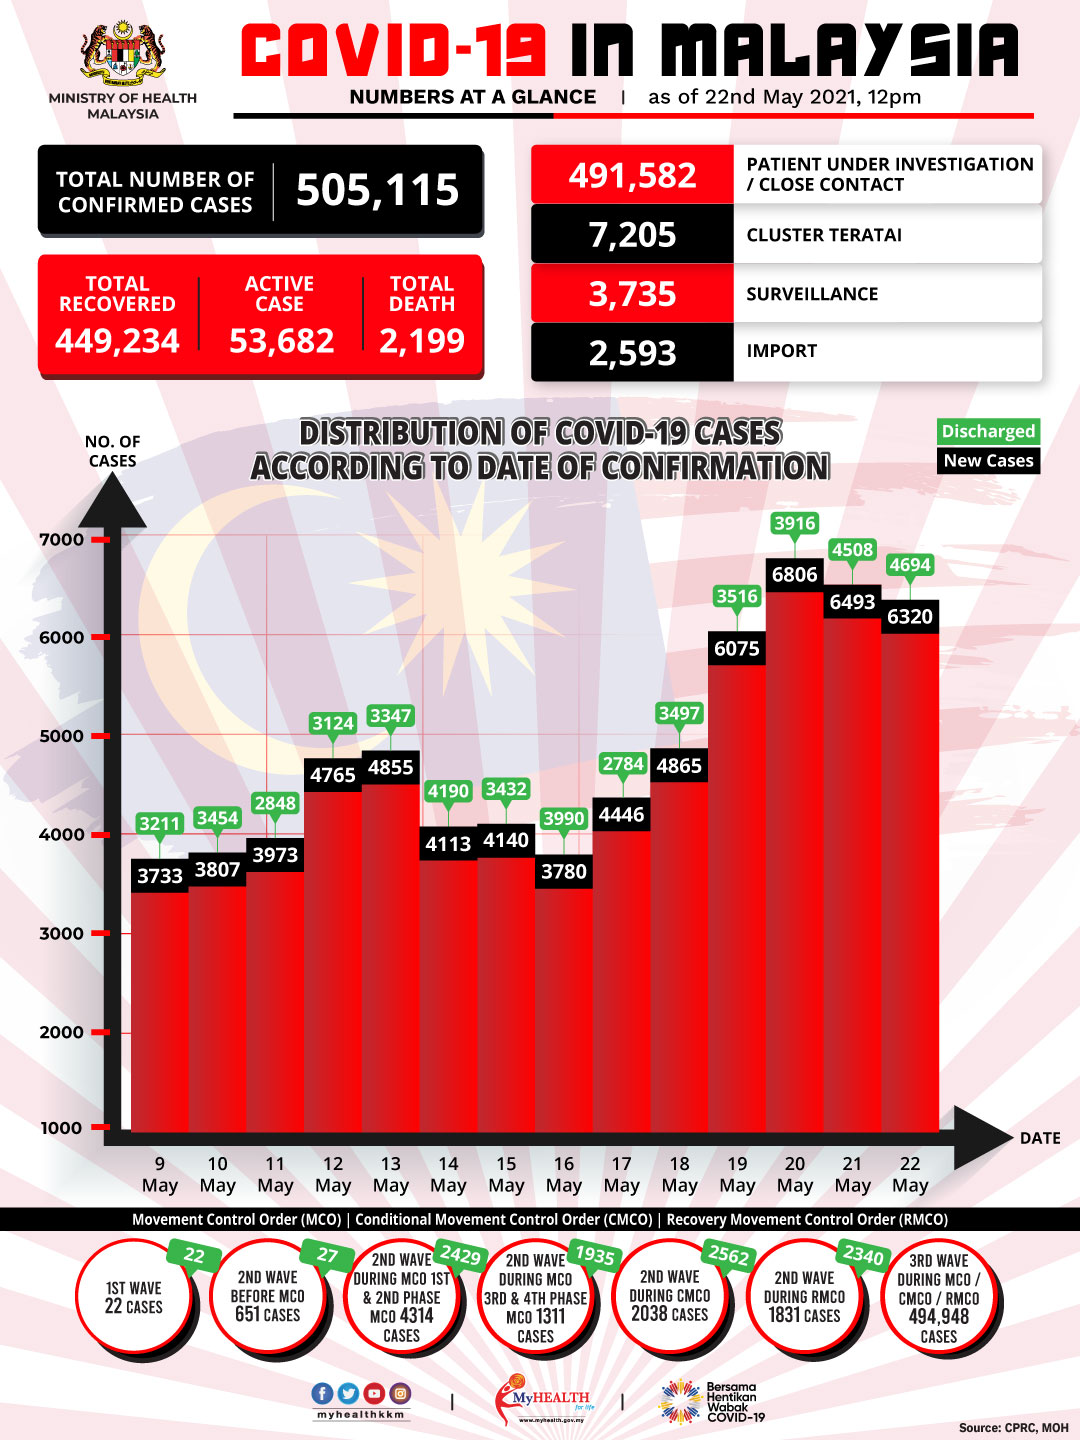 MINISTRY OF HEALTH
MALAYSIA
COVID-19 IN MALAYSIA
NUMBERS AT A GLANCE | as of 22nd May 2021, 12pm
TOTAL NUMBER OF
CONFIRMED CASES
505,115
TOTAL
RECOVERED
449,234
ACTIVE
CASE
53,682
TOTAL
DEATH
2,199
491,582
PATIENT UNDER INVESTIGATION
/ CLOSE CONTACT
7,205
CLUSTER TERATAI
3,735
SURVEILLANCE
2,593
IMPORT
DISTRIBUTION OF COVID-19 CASES
ACCORDING TO DATE OF CONFIRMATION
Discharged
New Cases
NO. OF
CASES
7000
6000
5000
4000
3000
2000
1000
3211
3733
3454
3807
2848
3973
3124
4765
3347
4855
4190
4113
3432
4140
3990
3780
2784
4446
3497
4865
3516
6075
3916
6806
4508
6493
4694
6320
DATE
9
May
10
May
11
May
12
May
13
May
14
May
15
May
16
May
17
May
18
May
19
May
20
May
21
May
22
May
Movement Control Order (MCO) | Conditional Movement Control Order (CMCO) | Recovery Movement Control Order (RMCO)
22
1ST WAVE
22 CASES
27
2ND WAVE
BEFORE MCO
651 CASES
2429
2ND WAVE
DURING MCO 1ST
& 2ND PHASE
MCO 4314
CASES
1935
2ND WAVE
DURING MCO
3RD & 4TH PHASE
MCO 1311
CASES
2562
2ND WAVE
DURING CMCO
2038 CASES
2340
2ND WAVE
DURING RMCO
1831 CASES
3RD WAVE
DURING MCO /
CMCO / RMCO
494,948
CASES
myhealthkkm
|
MyHEALTH
for life
www.myhealth.gov.my
|
Bersama
Hentikan
Wabak
COVID-19
Source: CPRC, MOH